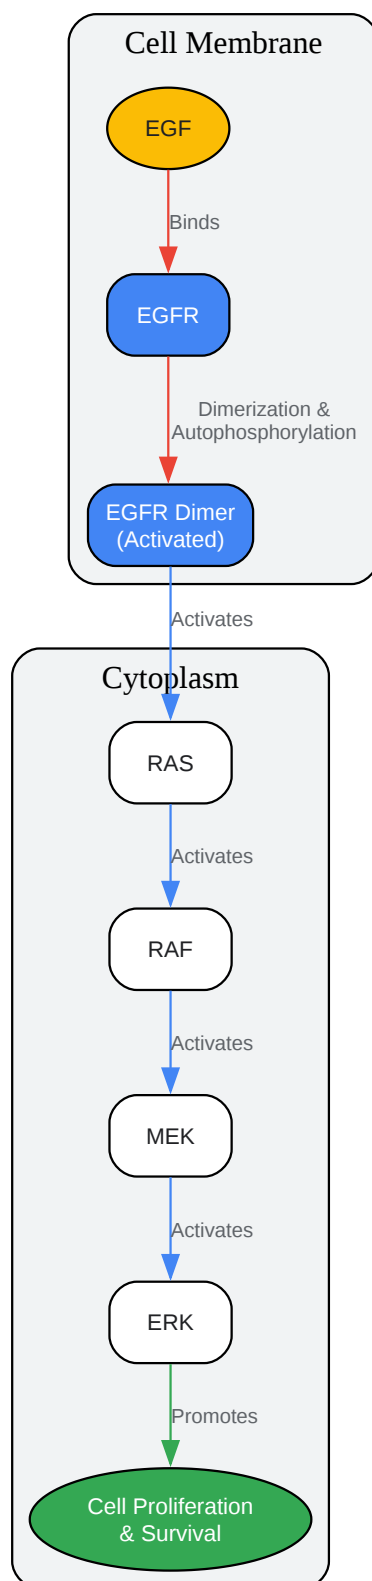 Cell Membrane
EGF
Binds
EGFR
Dimerization &
Autophosphorylation
EGFR Dimer
(Activated)
Activates
Cytoplasm
RAS
Activates
RAF
Activates
MEK
Activates
ERK
Promotes
Cell Proliferation
& Survival